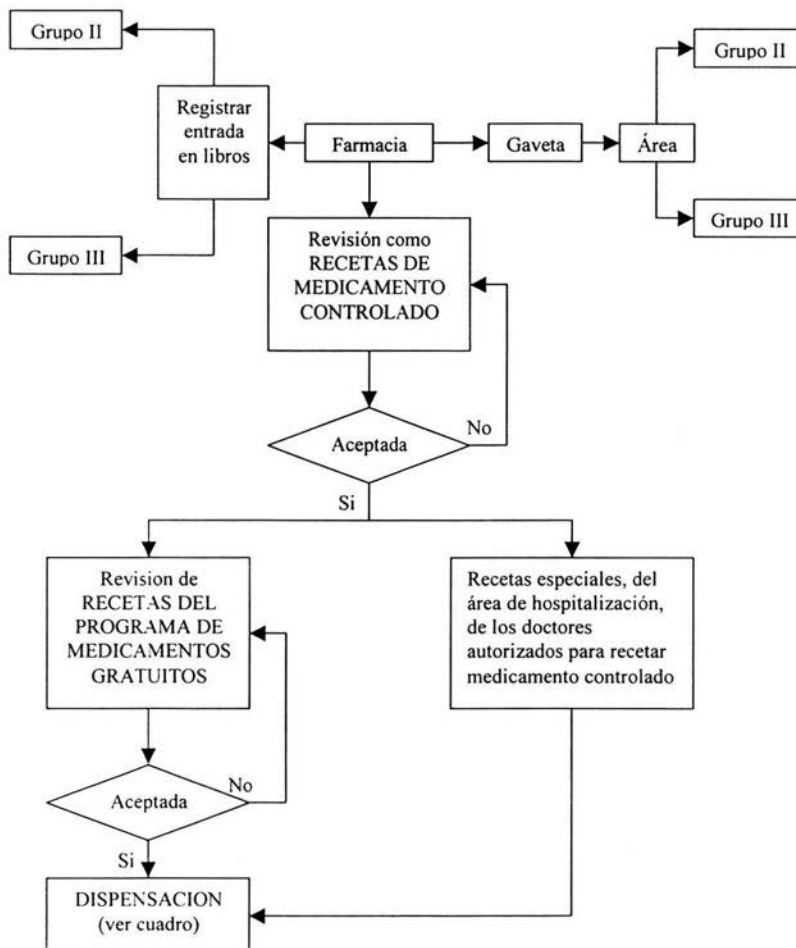 Grupo II
Grupo II
Registrar
entrada
en libros
Farmacia
Gaveta
Área
Grupo III
Grupo III
Revisión como
RECETAS DE
MEDICAMENTO
CONTROLADO
Aceptada
No
Si
Revision de
RECETAS DEL
PROGRAMA DE
MEDICAMENTOS
GRATUITOS
Recetas especiales, del
área de hospitalización,
de los doctores
autorizados para recetar
medicamento controlado
Aceptada
No
Si
DISPENSACION
(ver cuadro)